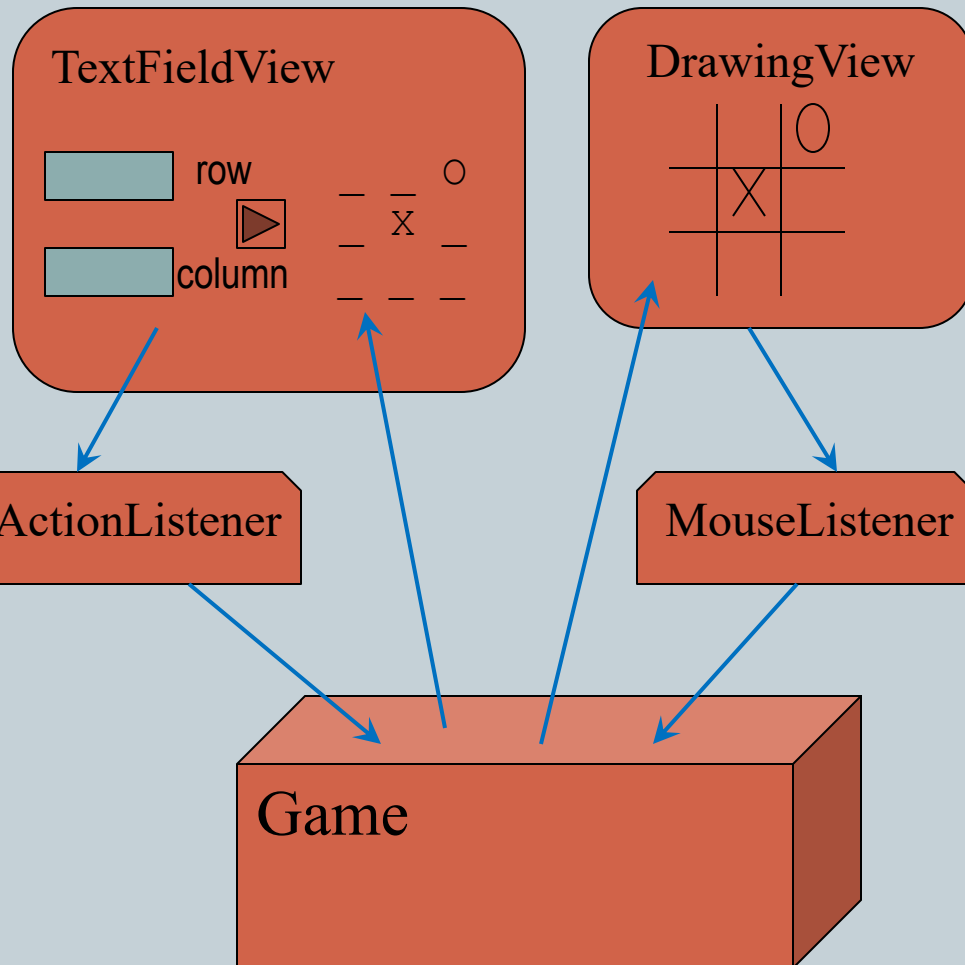 TextFieldView
row
column
_ _ O
_ X _
_ _ _
DrawingView
O
X
ActionListener
MouseListener
Game